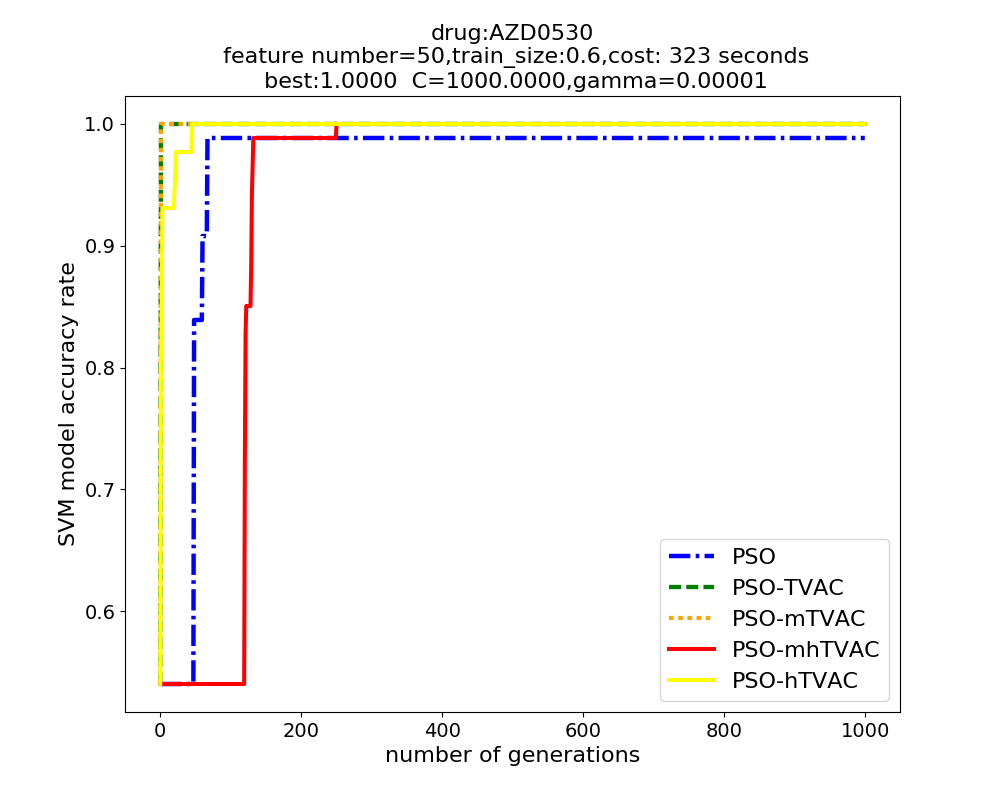 drug:AZD0530
feature number=50,train_size:0.6,cost: 323 seconds
best:1.0000  C=1000.0000,gamma=0.00001
1.0
0.9
0.8
0.7
0.6
SVM model accuracy rate
PSO
PSO-TVAC
PSO-mTVAC
PSO-mhTVAC
PSO-hTVAC
0 200 400 600 800 1000
number of generations